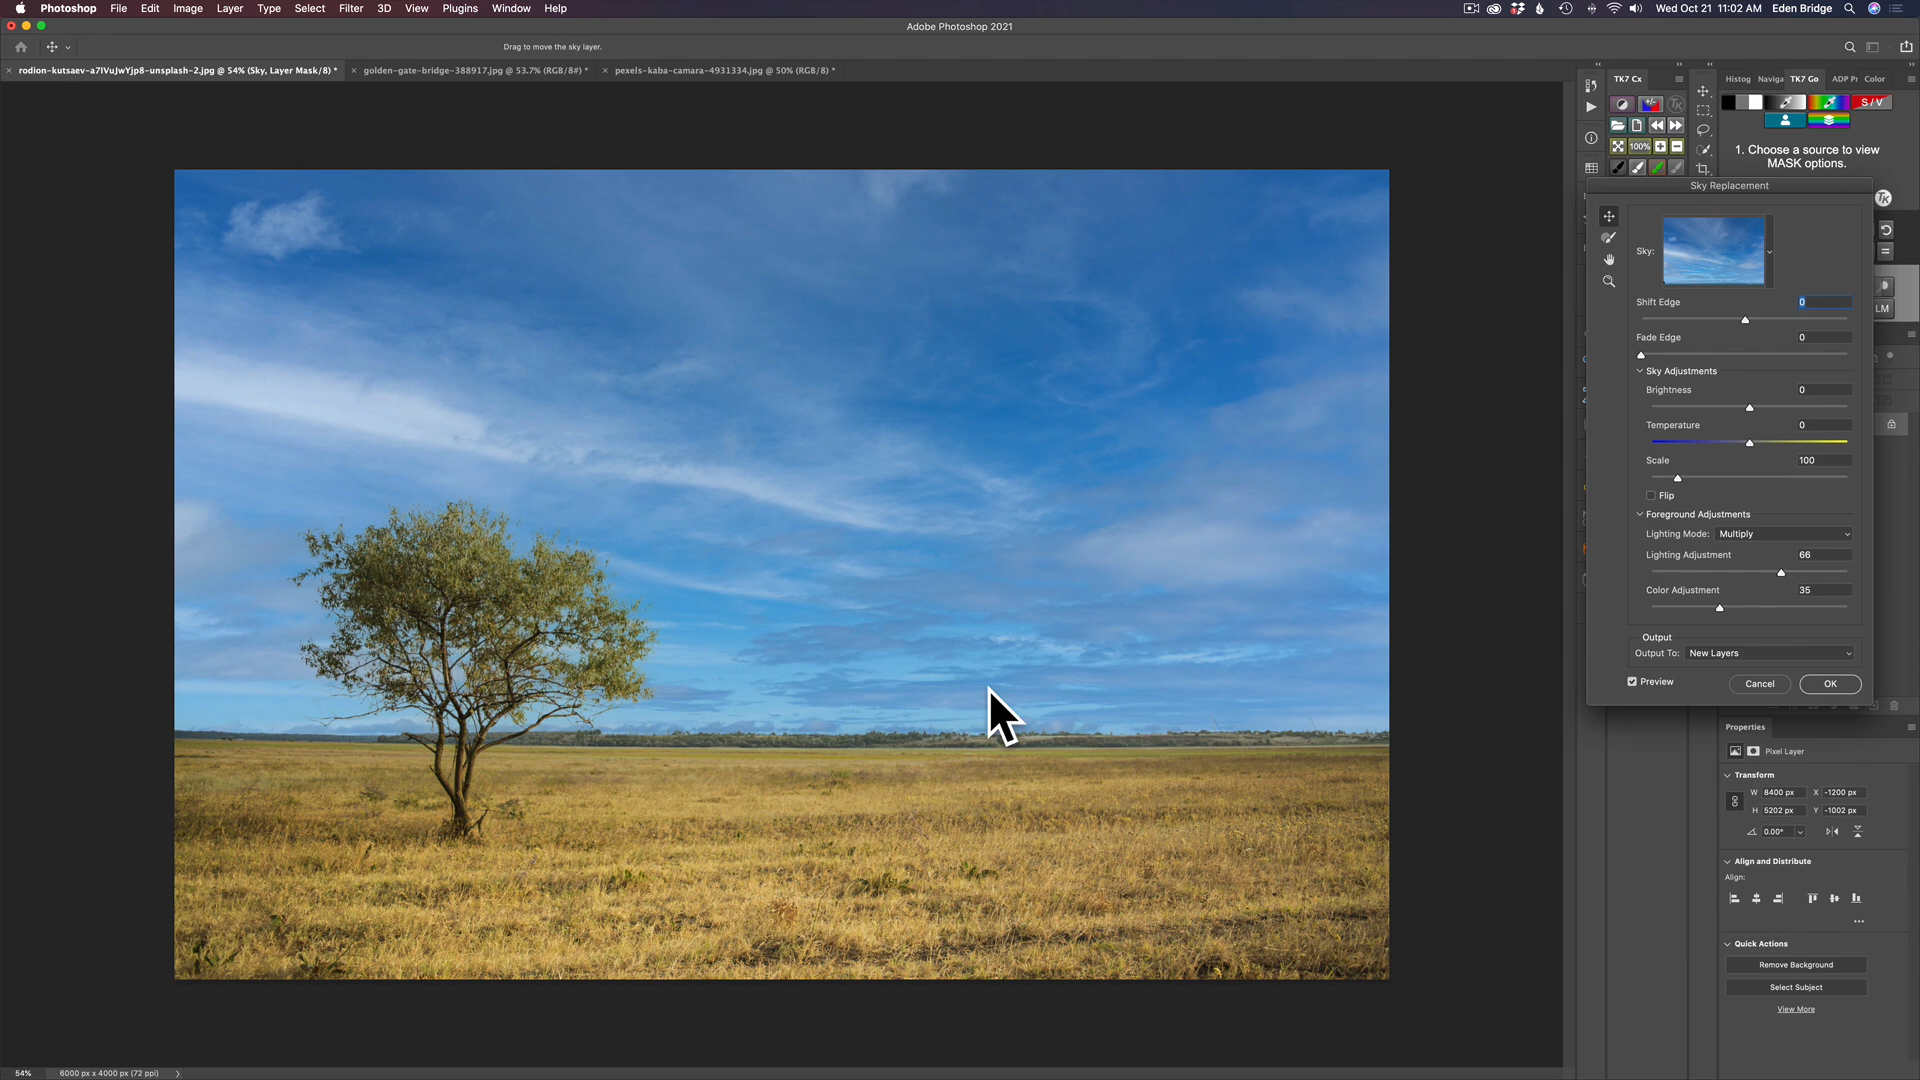 Photoshop File Edit Image Layer Type Select Filter 3D View Plugins Window Help
Wed Oct 21 11:02 AM Eden Bridge
Adobe Photoshop 2021
Drag to move the sky layer.
rodion-kutsaev-a7IVuJwYjp8-unsplash-2.jpg @ 54% (Sky, Layer Mask/8) *
golden-gate-bridge-388917.jpg @ 53.7% (RGB/8#) *
pexels-kaba-camara-4931334.jpg @ 50% (RGB/8) *
TK7 Cx
Histog Naviga TK7 Go ADP Pr Color
S / V
TK
100%
1. Choose a source to view
MASK options.
Sky Replacement
TK
Sky:
Shift Edge 0
LM
Fade Edge 0
Sky Adjustments
Brightness 0
Temperature 0
Scale 100
Flip
Foreground Adjustments
Lighting Mode: Multiply
Lighting Adjustment 66
Color Adjustment 35
Output
Output To: New Layers
Preview Cancel OK
Properties
Pixel Layer
Transform
W 8400 px X -1200 px
H 5202 px Y -1002 px
0.00°
Align and Distribute
Align:
Quick Actions
Remove Background
Select Subject
View More
54% 6000 px x 4000 px (72 ppi)